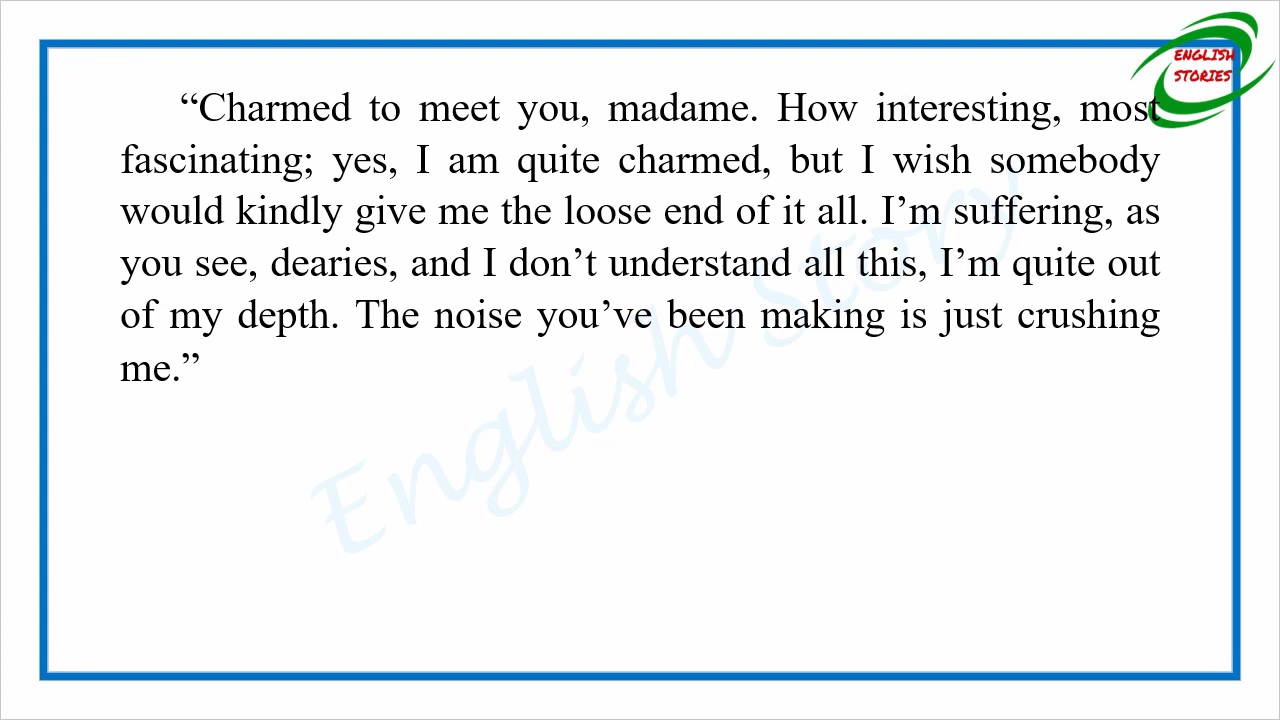 ENGLISH
STORIES
“Charmed to meet you, madame. How interesting, most
fascinating; yes, I am quite charmed, but I wish somebody
would kindly give me the loose end of it all. I’m suffering, as
you see, dearies, and I don’t understand all this, I’m quite out
of my depth. The noise you’ve been making is just crushing
me.”
English Story